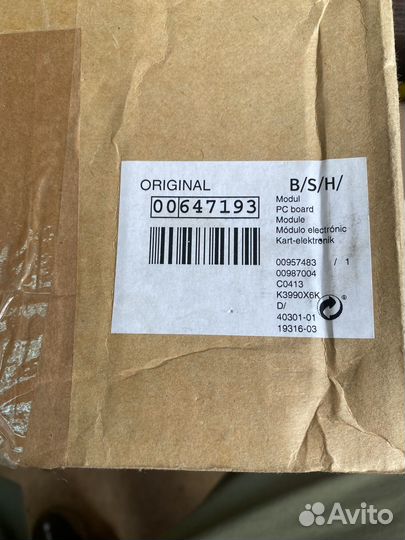 ORIGINAL
B/S/H/
00647193
Modul
PC board
Module
Módulo electrónic
Kart-elektronik
00957483 / 1
00987004
C0413
K3990X6K
D/
40301-01
19316-03
Avito